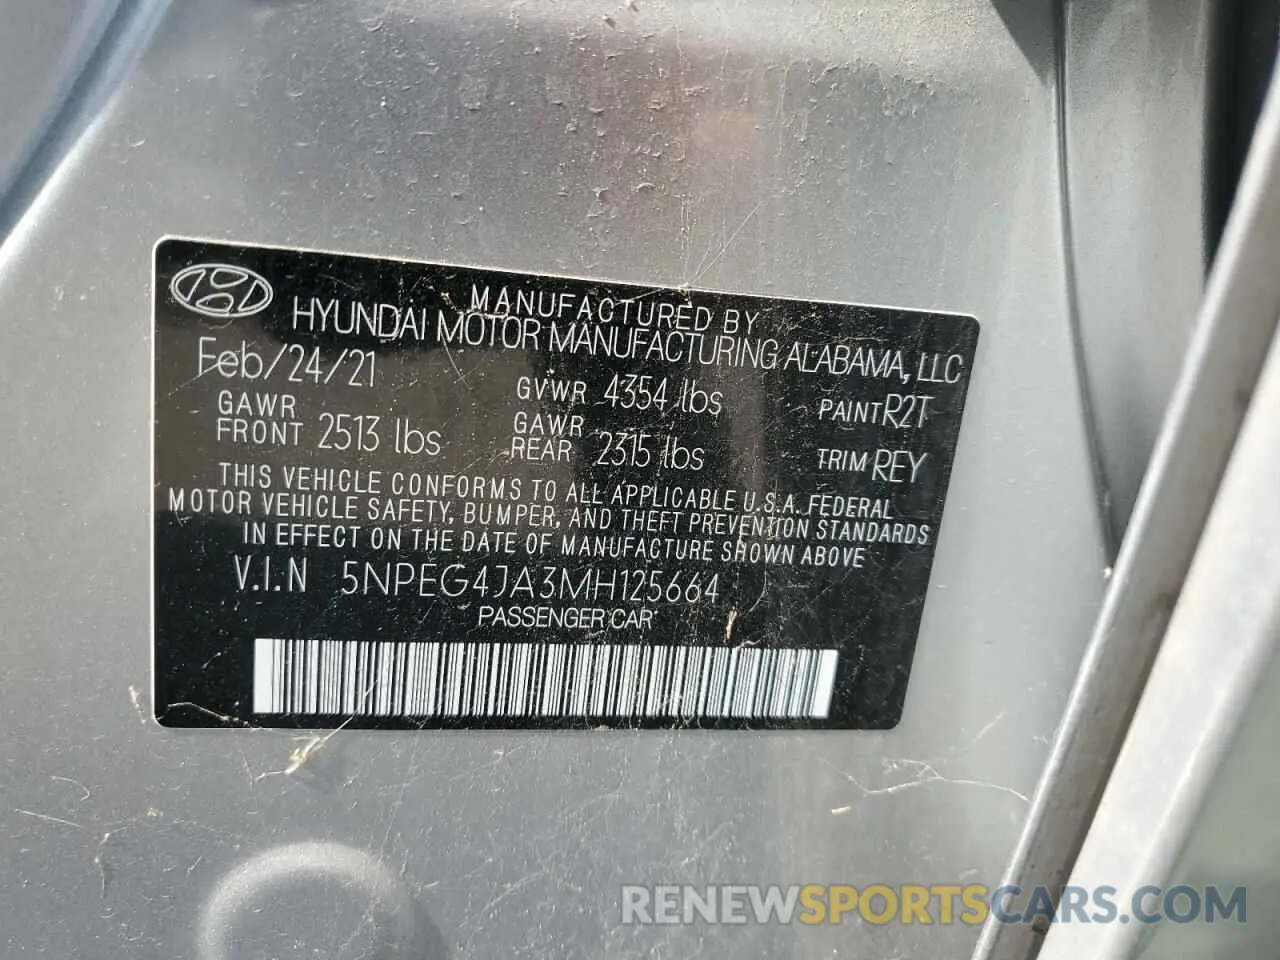 MANUFACTURED BY
HYUNDAI MOTOR MANUFACTURING ALABAMA, LLC
Feb/24/21 GVWR 4354 lbs PAINT R2T
GAWR FRONT 2513 lbs GAWR REAR 2315 lbs TRIM REY
THIS VEHICLE CONFORMS TO ALL APPLICABLE U.S.A. FEDERAL
MOTOR VEHICLE SAFETY, BUMPER, AND THEFT PREVENTION STANDARDS
IN EFFECT ON THE DATE OF MANUFACTURE SHOWN ABOVE
V.I.N 5NPEG4JA3MH125664
PASSENGER CAR
RENEWSPORTSCARS.COM